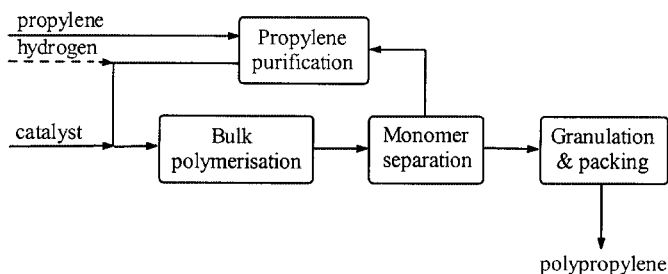 propylene
hydrogen
Propylene
purification
catalyst
Bulk
polymerisation
Monomer
separation
Granulation
& packing
polypropylene